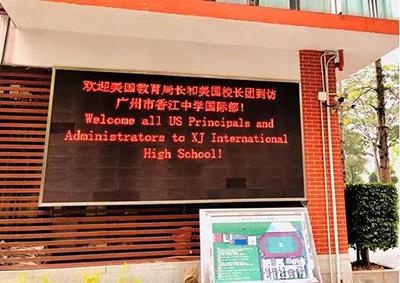 欢迎美国教育局长和美国校长团到访
广州市香江中学国际部！
Welcome all US Principals and
Administrators to XJ International
High School!